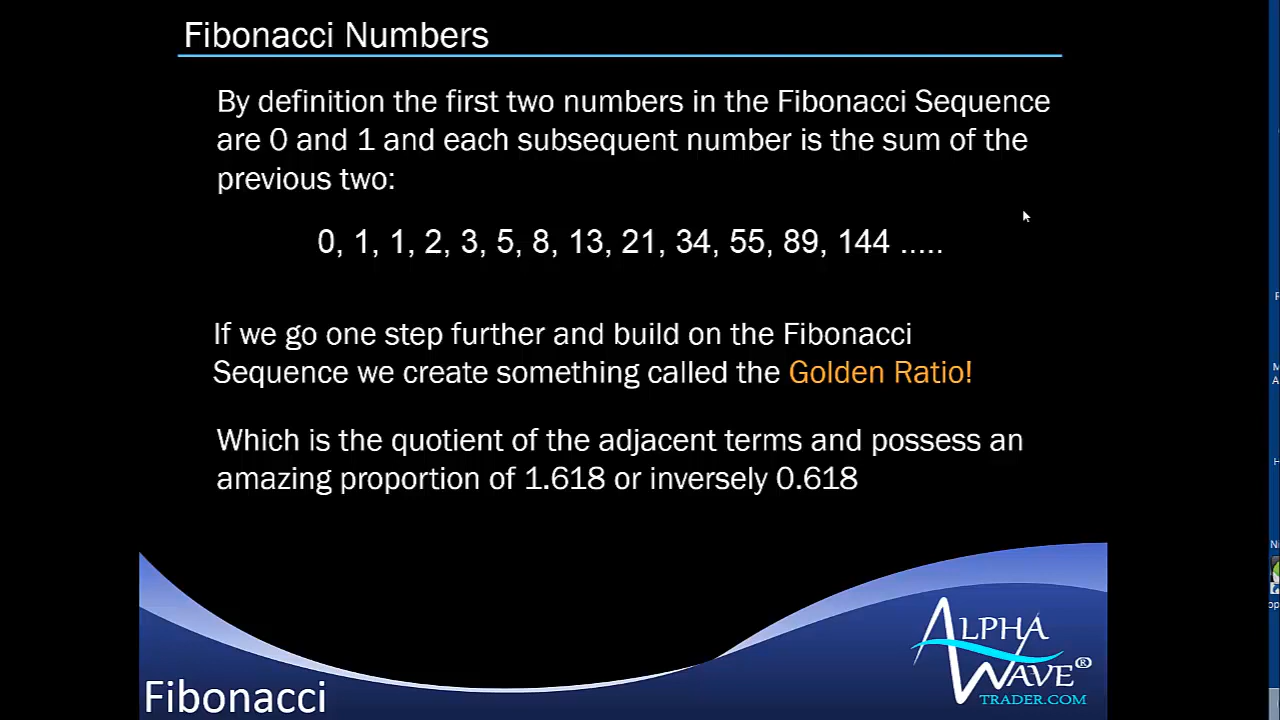 Fibonacci Numbers
By definition the first two numbers in the Fibonacci Sequence
are 0 and 1 and each subsequent number is the sum of the
previous two:
0, 1, 1, 2, 3, 5, 8, 13, 21, 34, 55, 89, 144 .....
If we go one step further and build on the Fibonacci
Sequence we create something called the Golden Ratio!
Which is the quotient of the adjacent terms and possess an
amazing proportion of 1.618 or inversely 0.618
ALPHA
WAVE®
TRADER.COM
Fibonacci